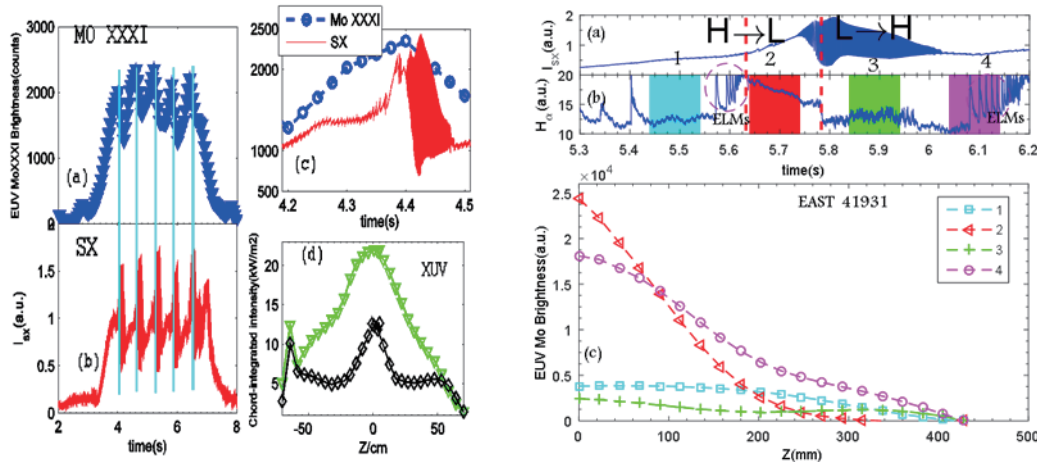 MO XXXI
EUV MoXXXI Brightness(counts)
3000
2000
1000
0
(a)
SX
I_SX(a.u.)
2
1.5
1
0.5
0
(b)
2 4 6 8
time(s)
Mo XXXI
SX
2500
2000
1000
500
(c)
4.2 4.3 4.4 4.5
time(s)
Chord-integrated intensity(kW/m2)
(d)
XUV
20
10
0
-50 0 50
Z/cm
I_SX(a.u.)
2
1
(a)
H → L
L → H
1 2 3 4
H_α(a.u.)
20
15
10
(b)
ELMs
ELMs
5.3 5.4 5.5 5.6 5.7 5.8 5.9 6 6.1 6.2
time(s)
×10⁴
EAST 41931
EUV Mo Brightness(a.u.)
2.5
2
1.5
1
0.5
0
1
2
3
4
(c)
0 100 200 300 400 500
Z(mm)